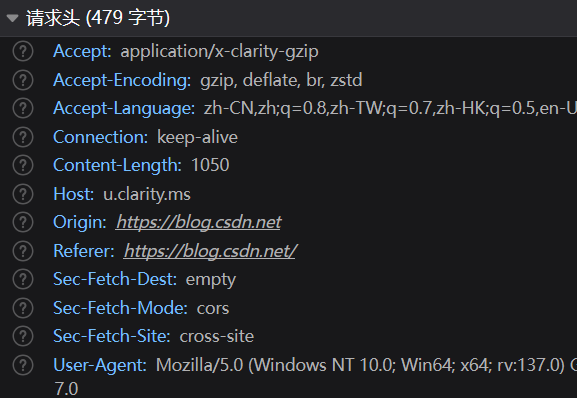 请求头 (479 字节)
Accept: application/x-clarity-gzip
Accept-Encoding: gzip, deflate, br, zstd
Accept-Language: zh-CN,zh;q=0.8,zh-TW;q=0.7,zh-HK;q=0.5,en-U
Connection: keep-alive
Content-Length: 1050
Host: u.clarity.ms
Origin: https://blog.csdn.net
Referer: https://blog.csdn.net/
Sec-Fetch-Dest: empty
Sec-Fetch-Mode: cors
Sec-Fetch-Site: cross-site
User-Agent: Mozilla/5.0 (Windows NT 10.0; Win64; x64; rv:137.0) G
7.0